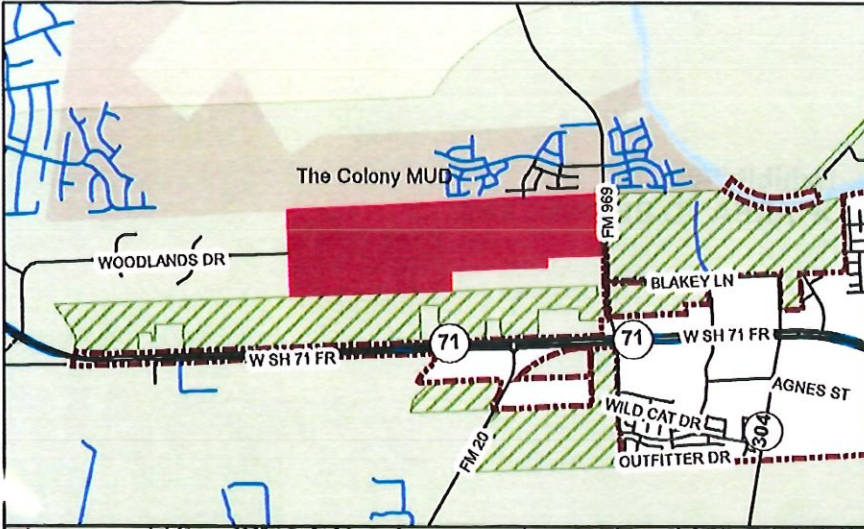 The Colony MUD
FM 969
WOODLANDS DR
BLAKEY LN
71
71
W SH 71 FR
W SH 71 FR
AGNES ST
WILD CAT DR
304
FM 20
OUTFITTER DR